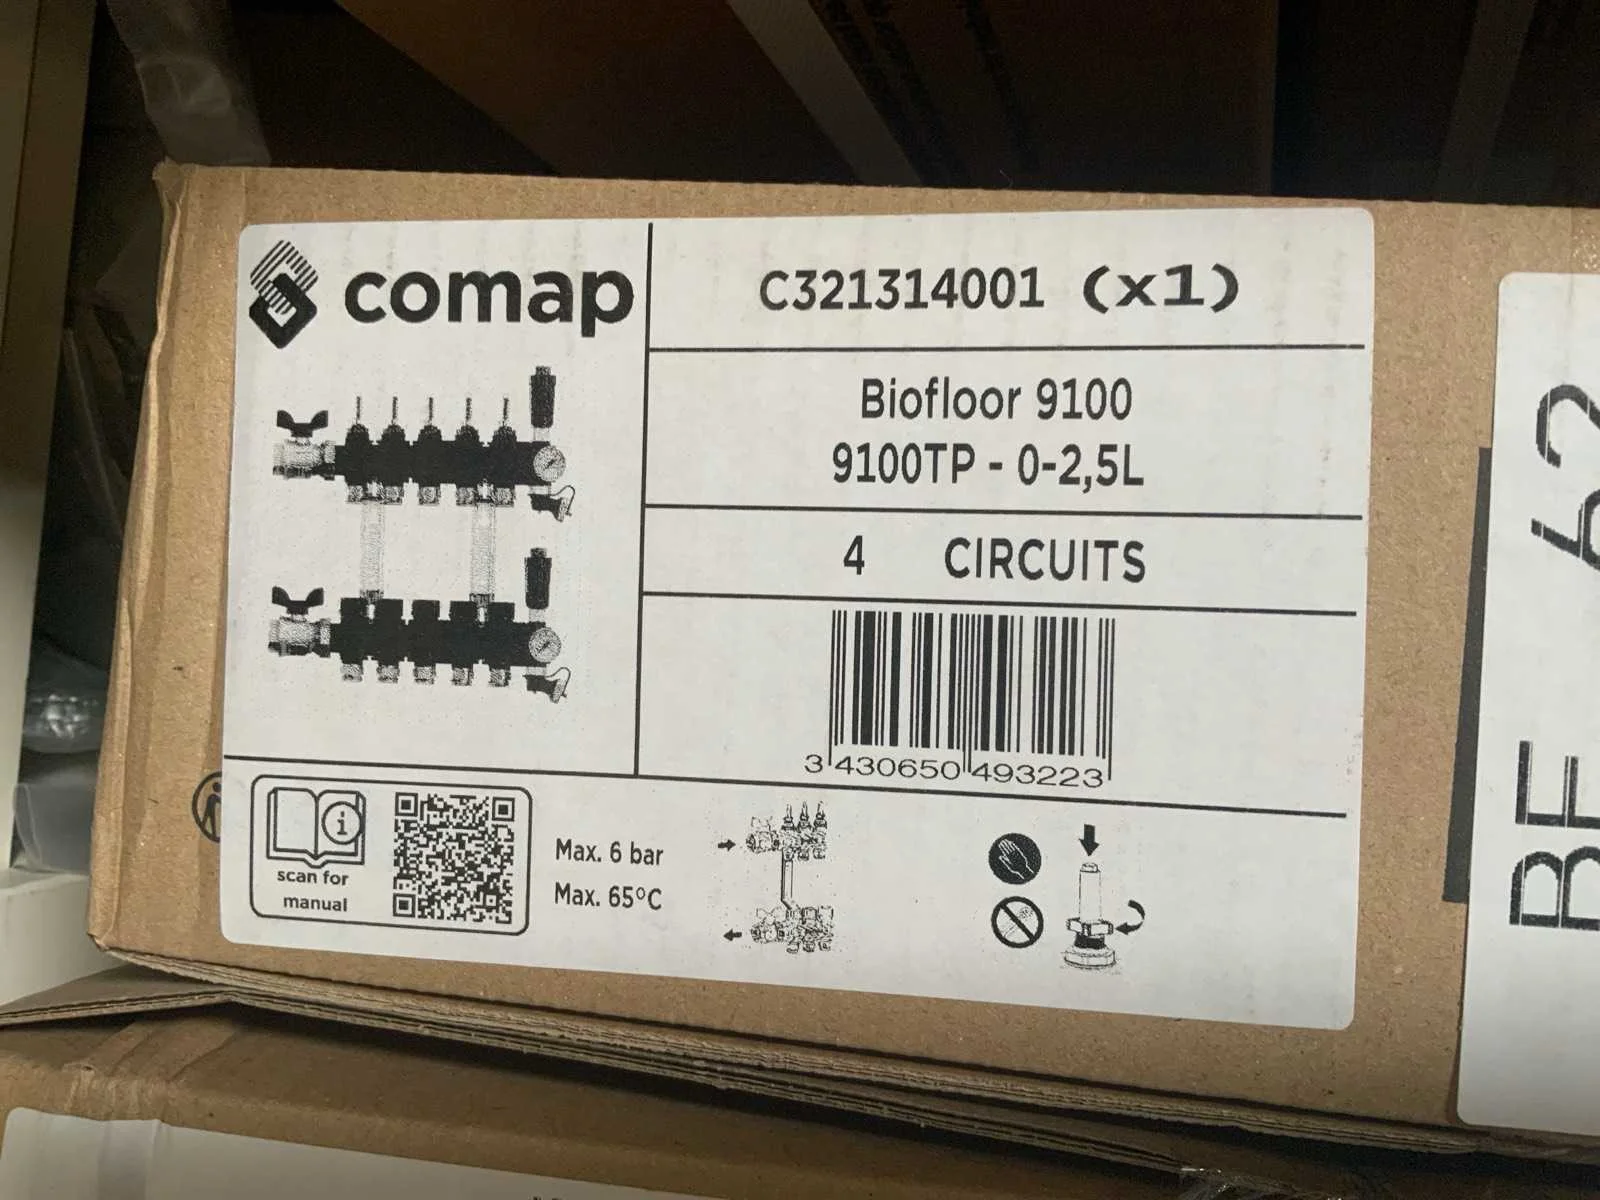 comap
C321314001 (x1)
Biofloor 9100
9100TP - 0-2,5L
4 CIRCUITS
3 430650 493223
scan for
manual
Max. 6 bar
Max. 65°C